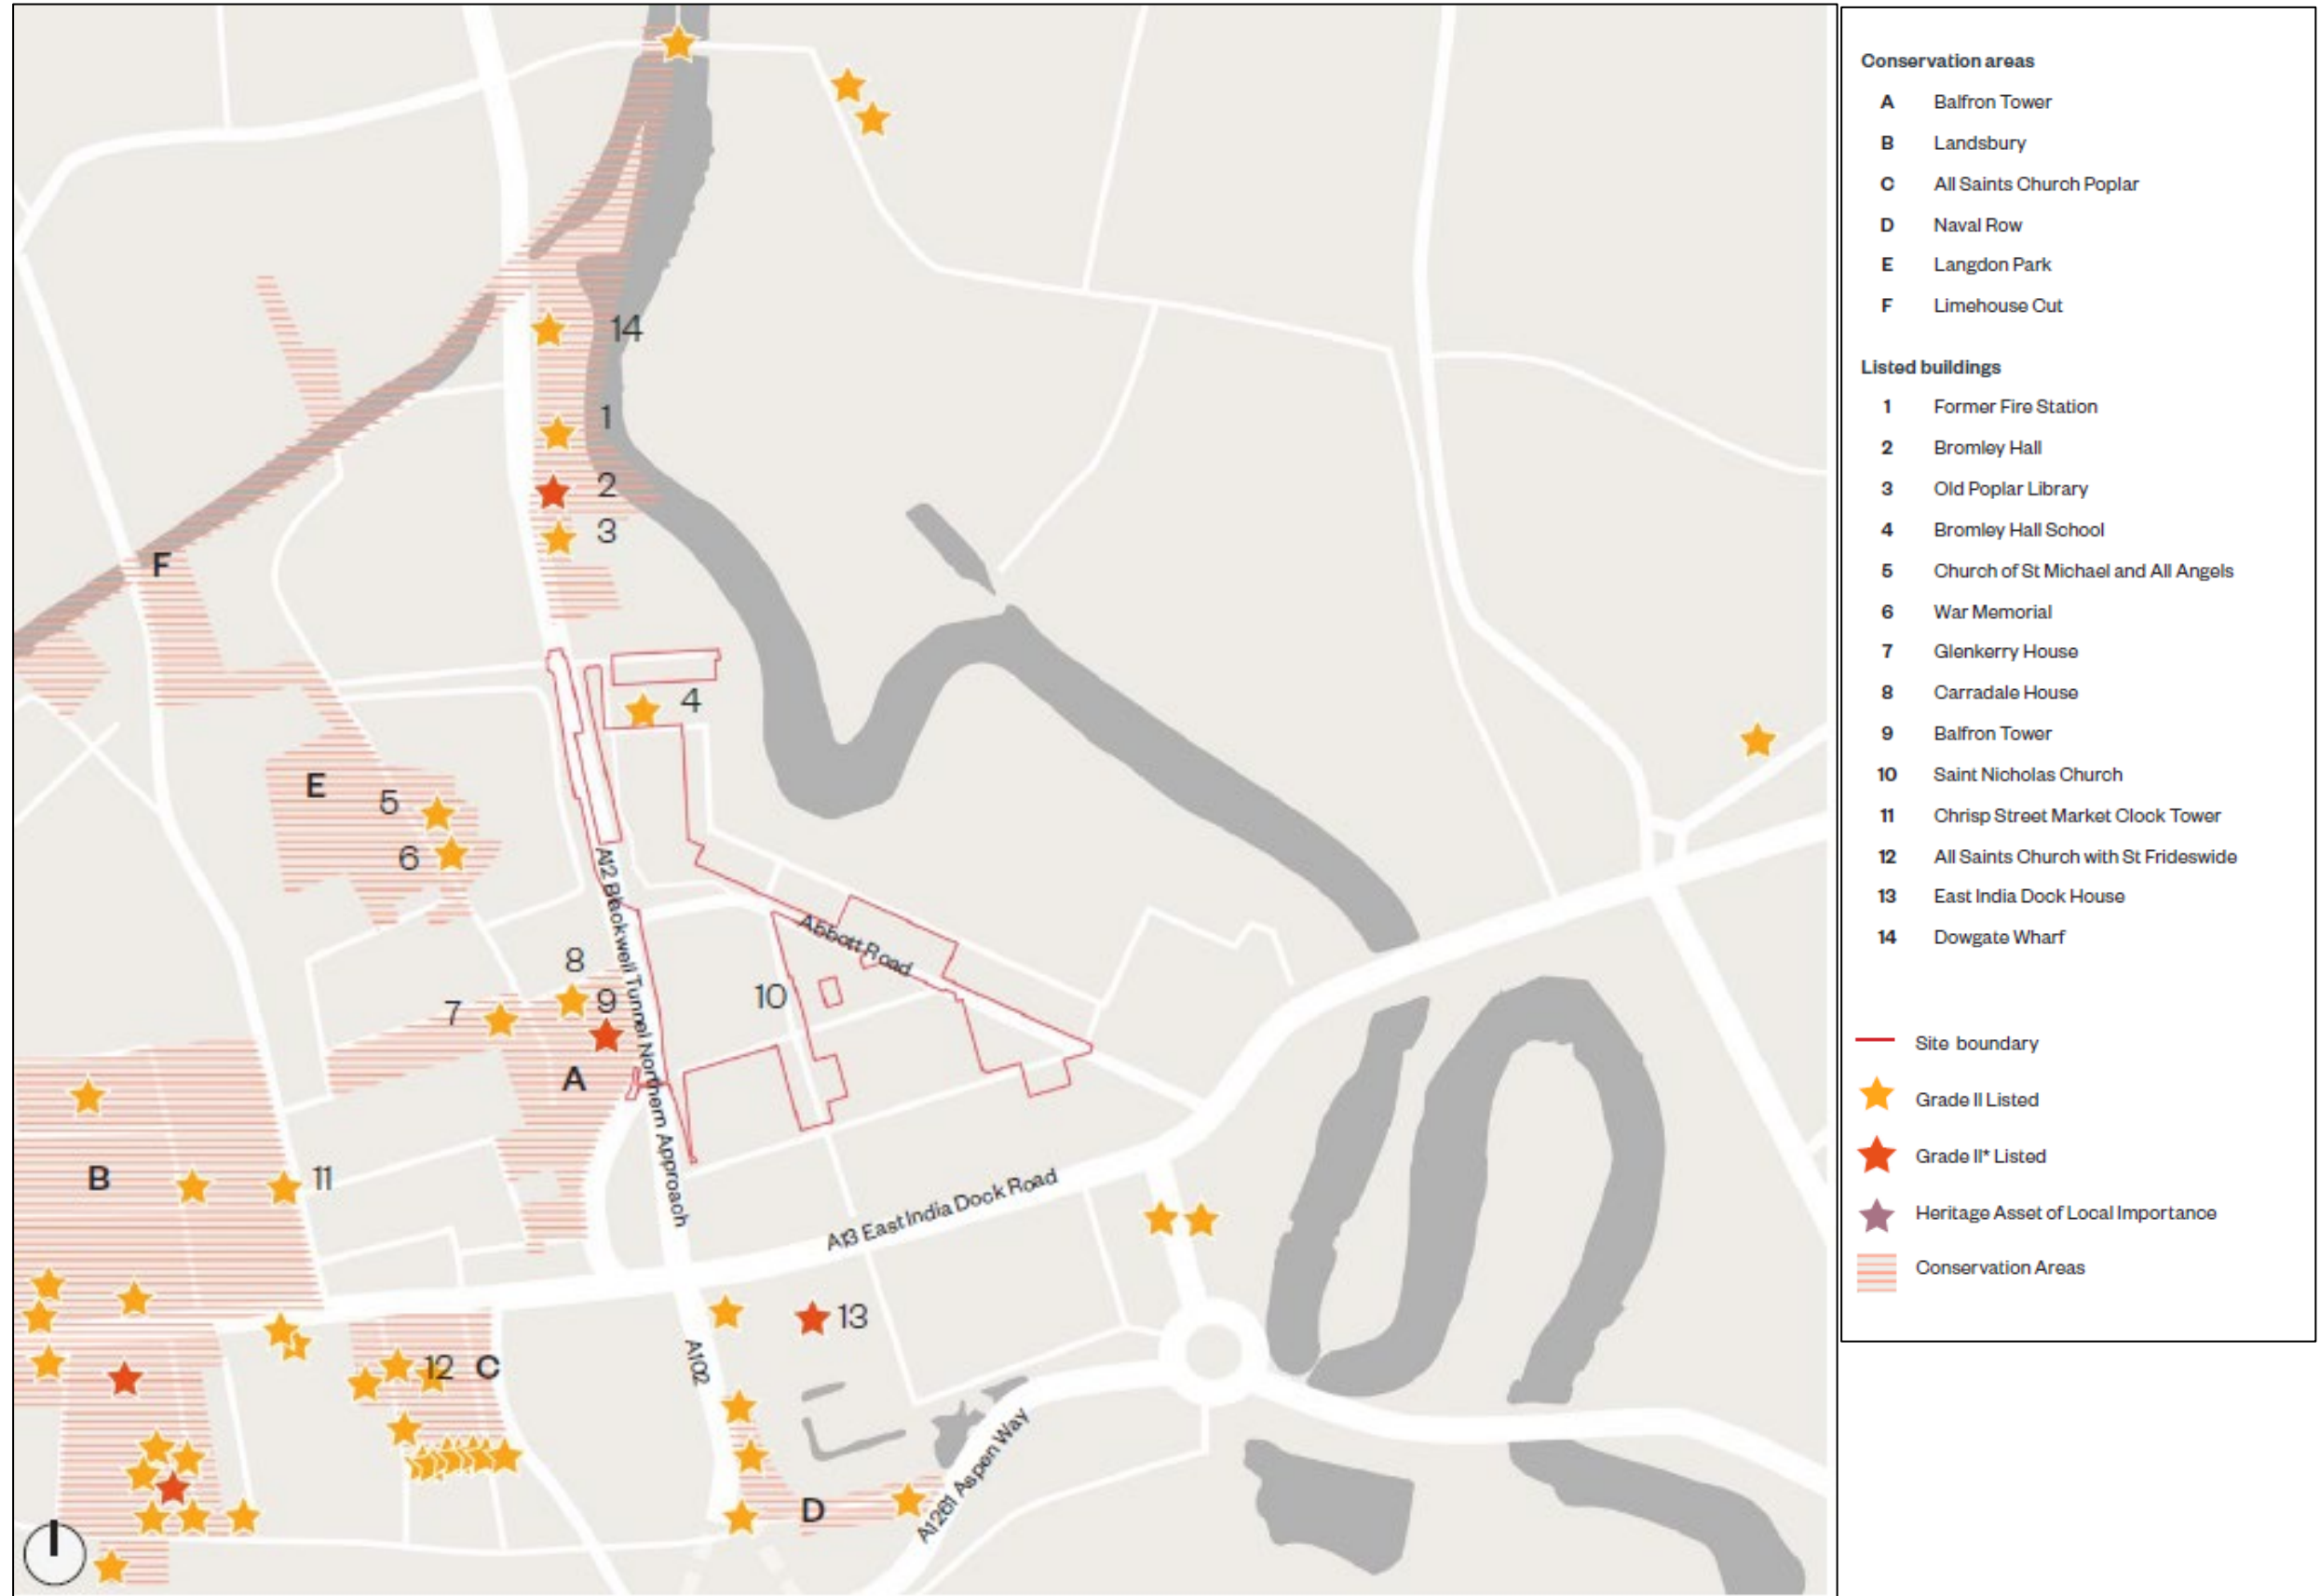 14
1
2
3
F
4
E
5
6
A12 Blackwell Tunnel Northern Approach
Abbott Road
8
9
10
7
A
B
11
A13 East India Dock Road
13
12
C
A102
D
A1261 Aspen Way
Conservation areas
A Balfron Tower
B Landsbury
C All Saints Church Poplar
D Naval Row
E Langdon Park
F Limehouse Cut
Listed buildings
1 Former Fire Station
2 Bromley Hall
3 Old Poplar Library
4 Bromley Hall School
5 Church of St Michael and All Angels
6 War Memorial
7 Glenkerry House
8 Carradale House
9 Balfron Tower
10 Saint Nicholas Church
11 Chrisp Street Market Clock Tower
12 All Saints Church with St Frideswide
13 East India Dock House
14 Dowgate Wharf
Site boundary
Grade II Listed
Grade II* Listed
Heritage Asset of Local Importance
Conservation Areas